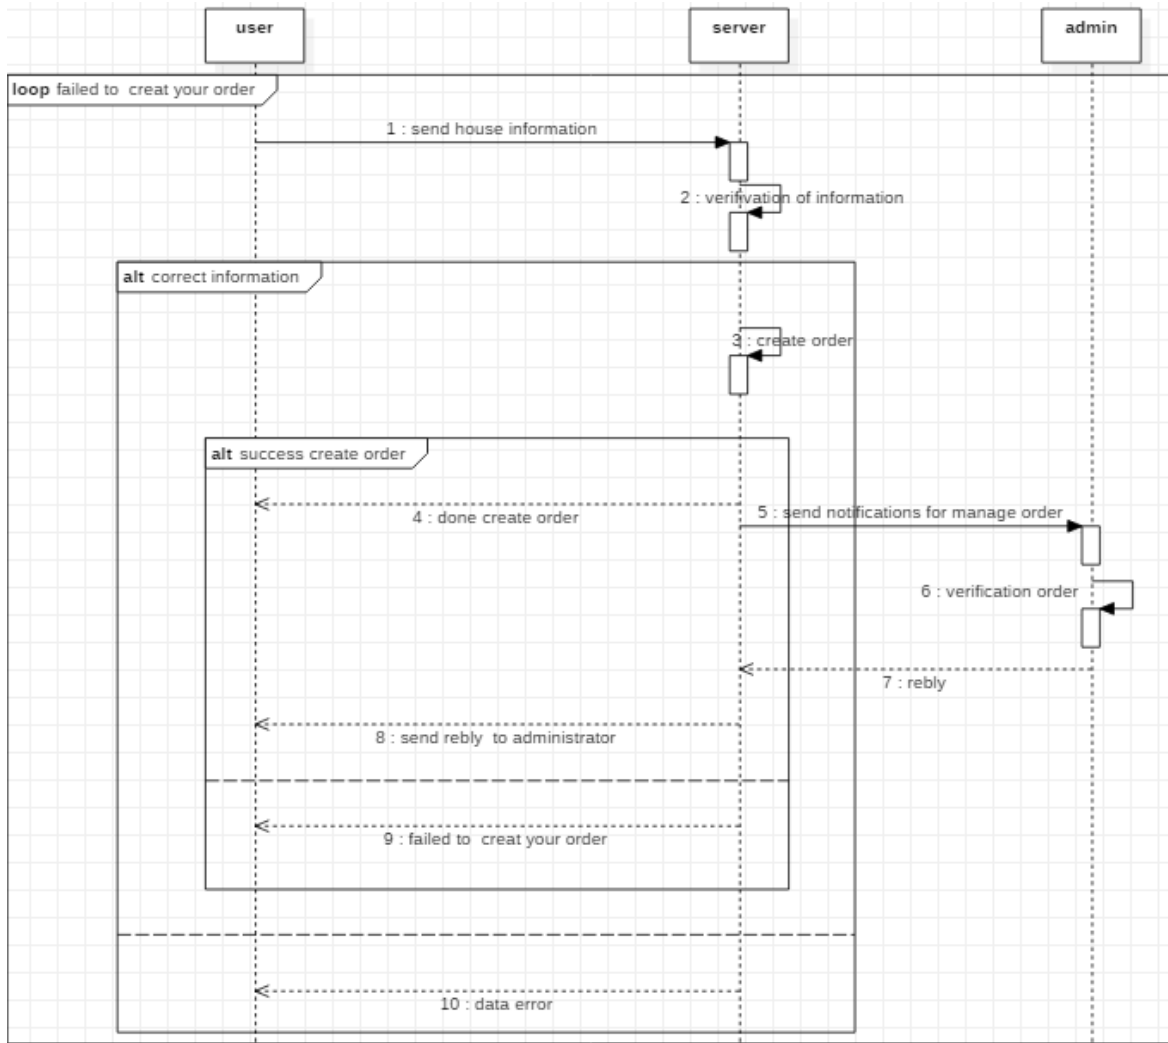 user
server
admin
loop failed to creat your order
1 : send house information
2 : verifivation of information
alt correct information
3 : create order
alt success create order
4 : done create order
5 : send notifications for manage order
6 : verification order
7 : rebly
8 : send rebly to administrator
9 : failed to creat your order
10 : data error